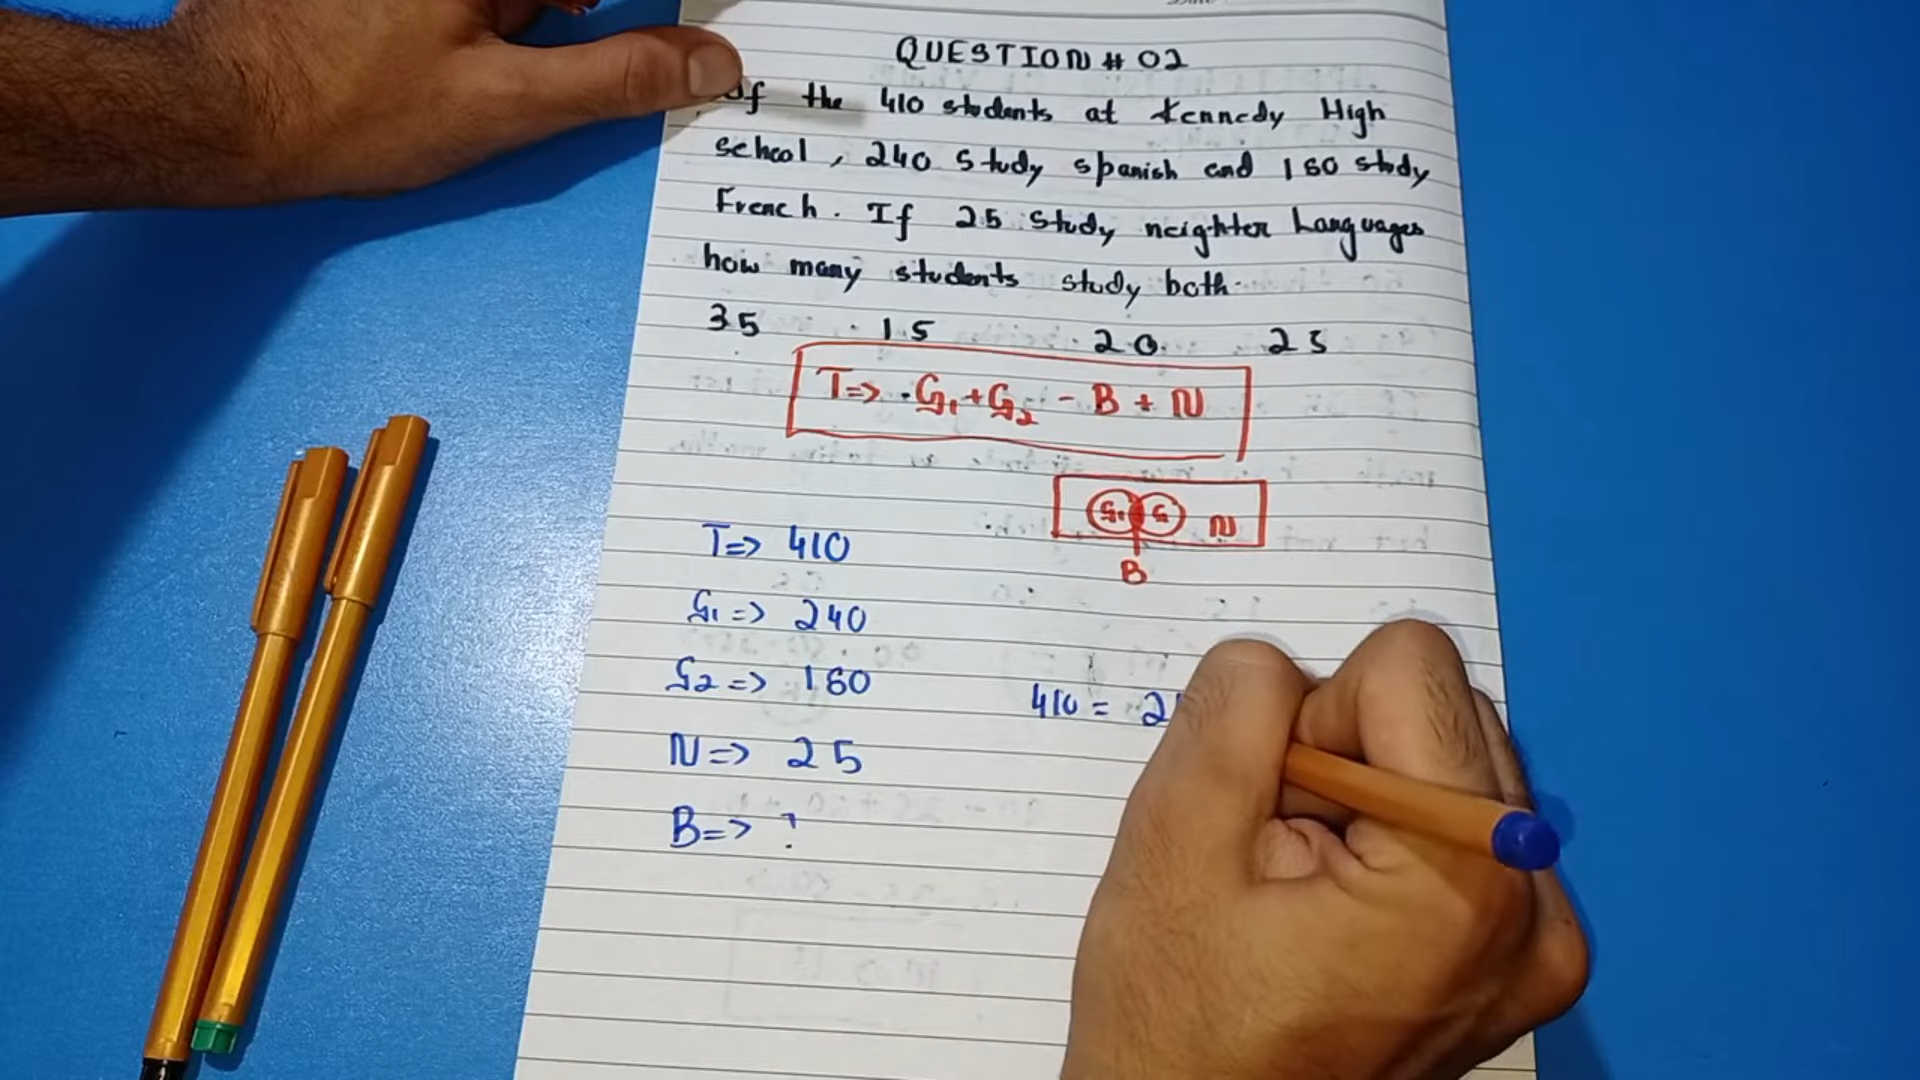 QUESTION # 02
Of the 410 students at Kennedy High
school, 240 study spanish and 180 study
French. If 25 study neighter Languages
how many students study both.
35 15 20 25
T=> G1+G2 - B + N
G1 G N
B
T=> 410
G1 => 240
G2 => 180
410 = 2
N=> 25
B=> ?